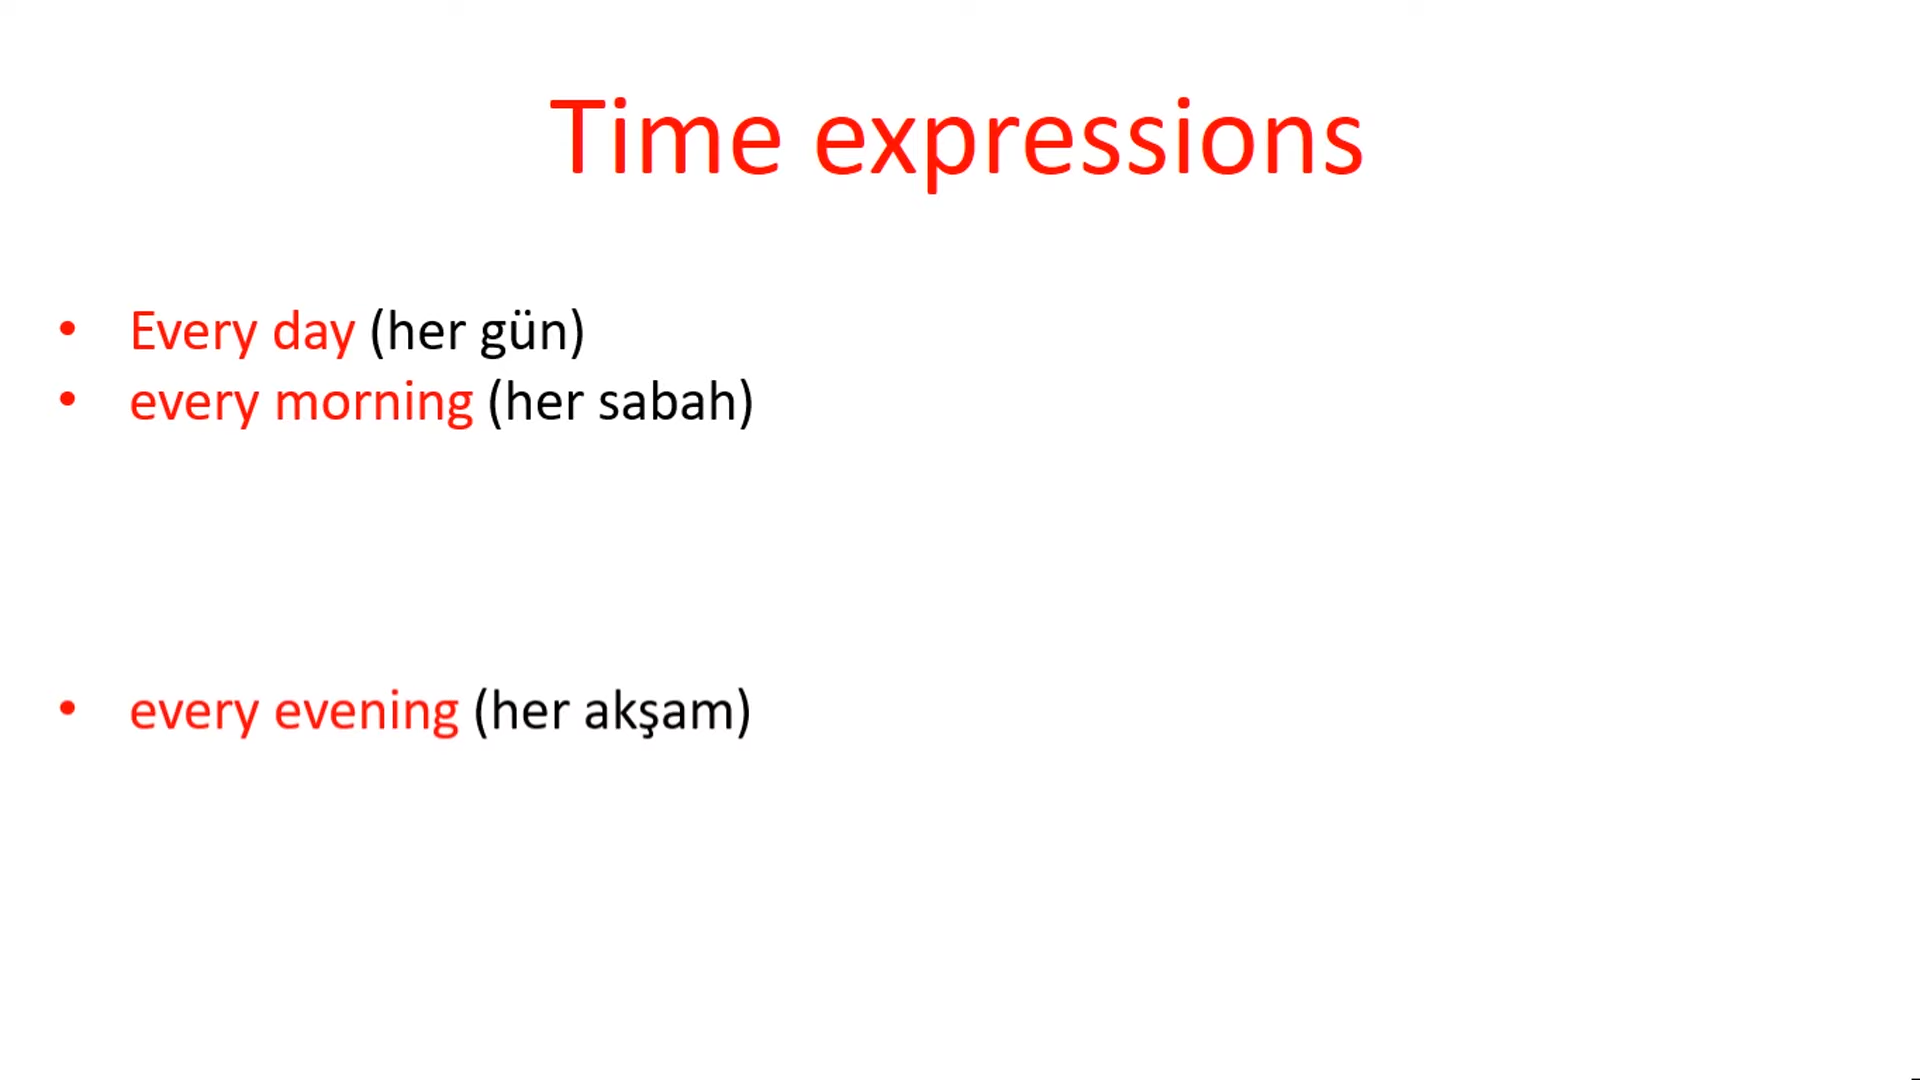 Time expressions
• Every day (her gün)
• every morning (her sabah)
• every evening (her akşam)